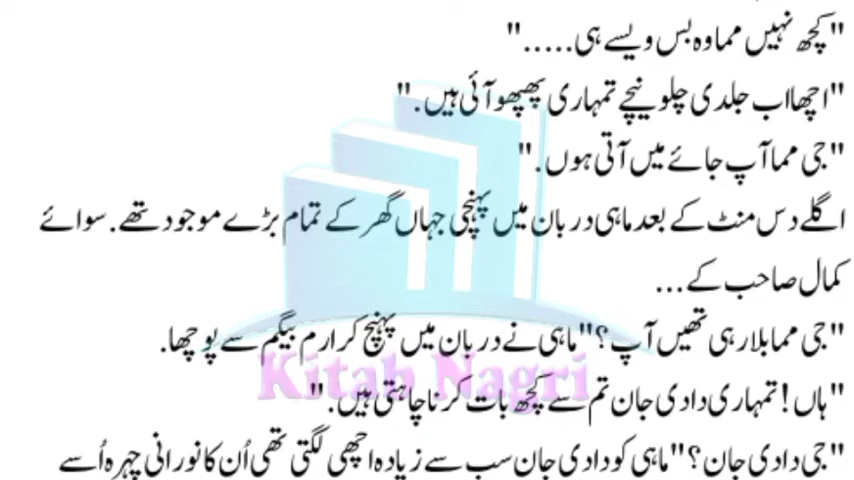 "کچھ نہیں مما وہ بس ویسے ہی....."
"اچھا اب جلدی چلو نیچے تمہاری پھپھو آئی ہیں."
"جی مما آپ جائے میں آتی ہوں."
اگلے دس منٹ کے بعد ماہی دربان میں پہنچی جہاں گھر کے تمام بڑے موجود تھے. سوائے
کمال صاحب کے...
"جی مما بلا رہی تھیں آپ؟" ماہی نے دربان میں پہنچ کر ارم بیگم سے پوچھا.
Kitab Nagri
"ہاں! تمہاری دادی جان تم سے کچھ بات کرنا چاہتی ہیں."
"جی دادی جان؟" ماہی کو دادی جان سب سے زیادہ اچھی لگتی تھی اُن کا نورانی چہرہ اُسے